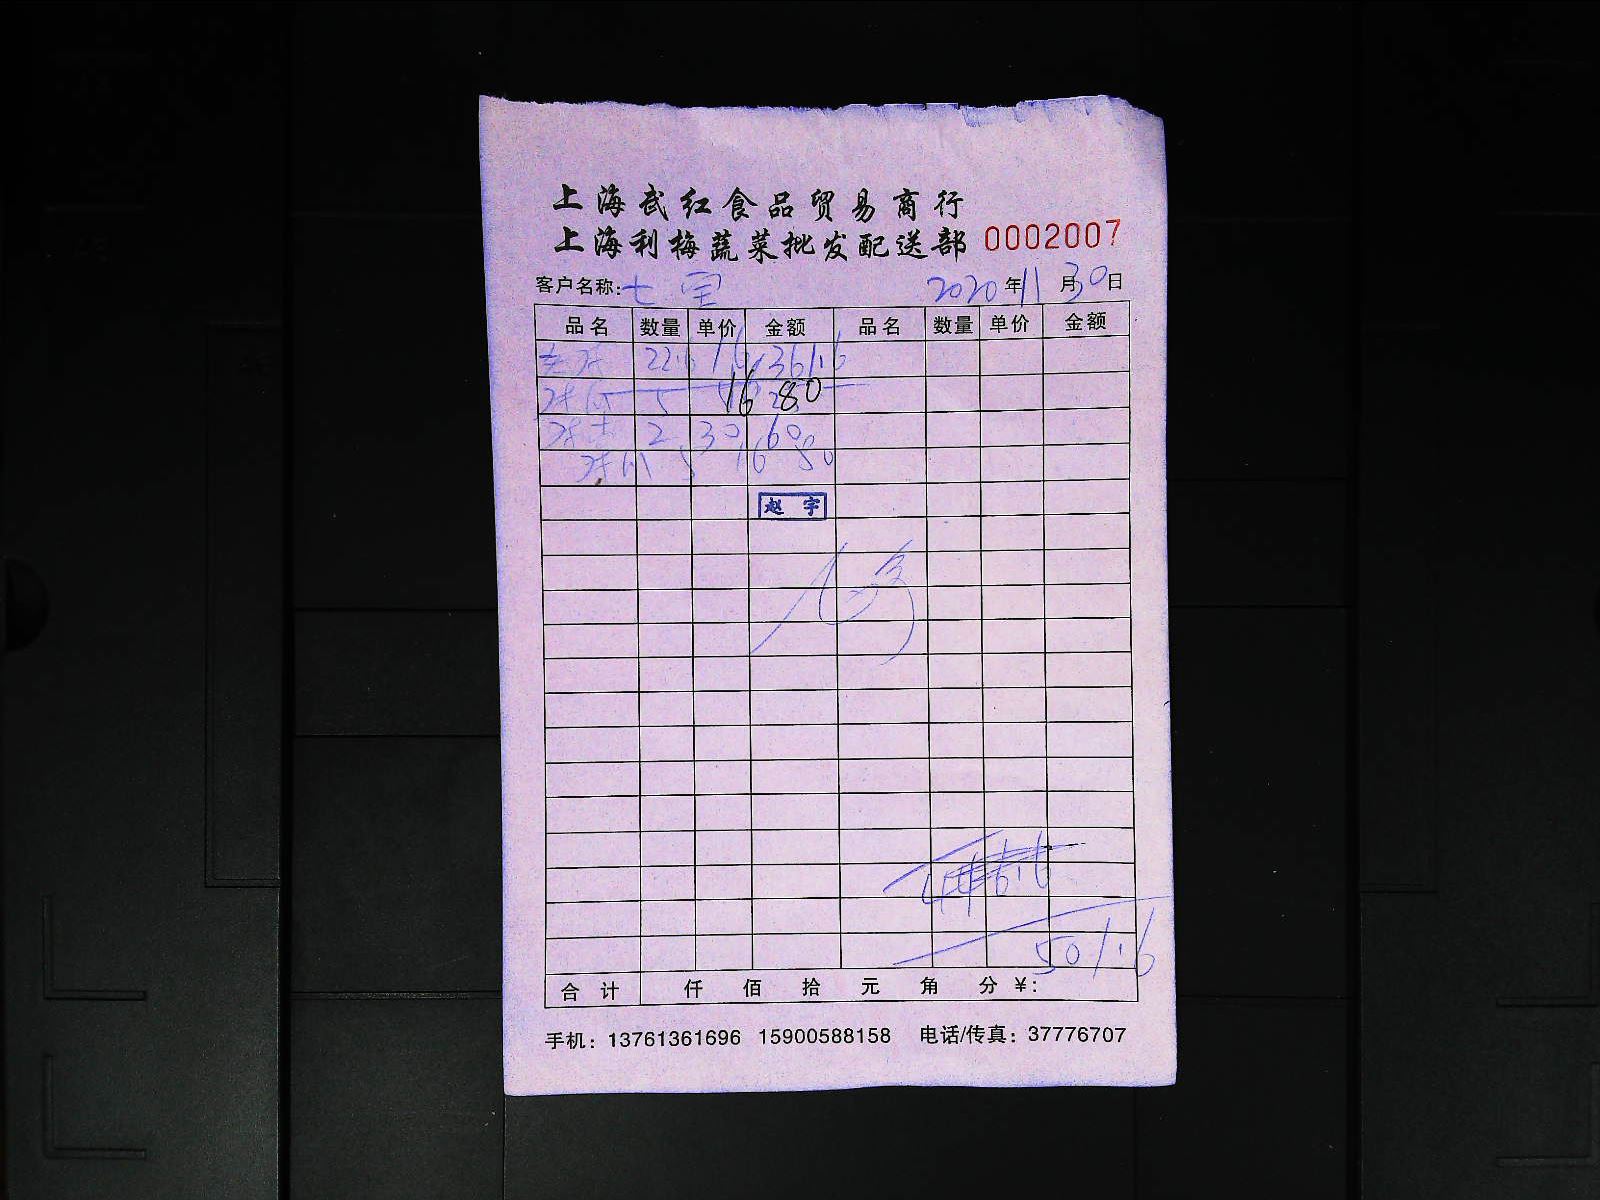 上海武红食品贸易商行
上海利梅蔬菜批发配送部 0002007
客户名称: 七宝 2020年11月30日
品名 数量 单价 金额 品名 数量 单价 金额
22.6 16 361.6
5 16 80
2 30 60
5 16 80
赵宇
501.6
合计 仟 佰 拾 元 角 分 ¥:
手机: 13761361696 15900588158 电话/传真: 37776707